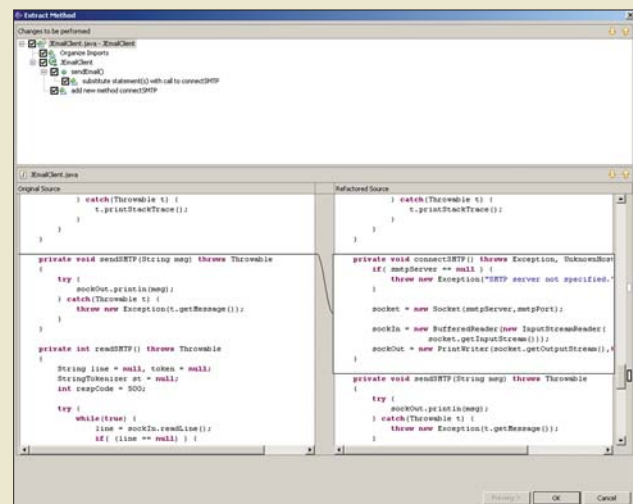 Extract Method
Changes to be performed
JEmailClient.java - JEmailClient
Organize Imports
JEmailClient
sendEmail()
substitute statement(s) with call to connectSMTP
add new method connectSMTP
JEmailClient.java
Original Source
Refactored Source
} catch(Throwable t) {
t.printStackTrace();
}
}
}
private void sendSMTP(String msg) throws Throwable
{
try {
sockOut.println(msg);
} catch(Throwable t) {
throw new Exception(t.getMessage());
}
}
private int readSMTP() throws Throwable
{
String line = null, token = null;
StringTokenizer st = null;
int respCode = 500;
try {
while(true) {
line = sockIn.readLine();
if( (line == null) ) {
} catch(Throwable t) {
t.printStackTrace();
}
}
}
private void connectSMTP() throws Exception, UnknownHost
if( smtpServer == null ) {
throw new Exception("SMTP server not specified."
}
socket = new Socket(smtpServer,smtpPort);
sockIn = new BufferedReader(new InputStreamReader(
socket.getInputStream()));
sockOut = new PrintWriter(socket.getOutputStream(),
}
private void sendSMTP(String msg) throws Throwable
{
try {
sockOut.println(msg);
} catch(Throwable t) {
throw new Exception(t.getMessage());
}
Preview >
OK
Cancel